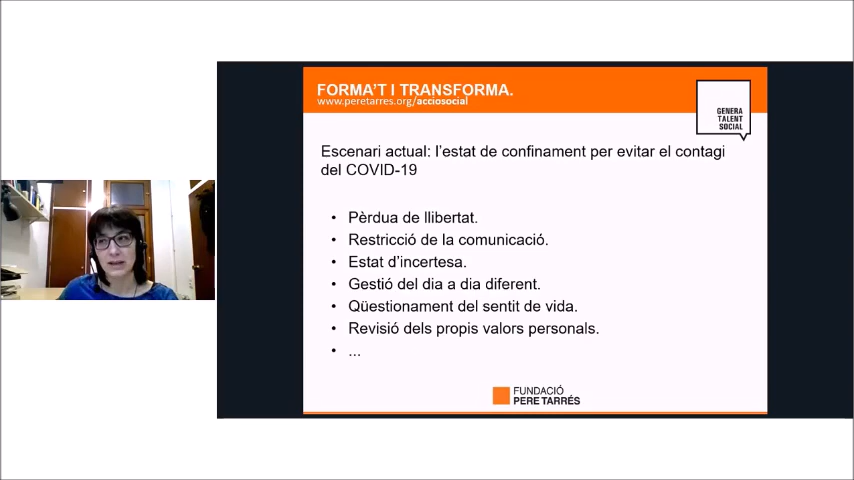 FORMA'T I TRANSFORMA.
www.peretarres.org/acciosocial
GENERA
TALENT
SOCIAL
Escenari actual: l'estat de confinament per evitar el contagi
del COVID-19
• Pèrdua de llibertat.
• Restricció de la comunicació.
• Estat d'incertesa.
• Gestió del dia a dia diferent.
• Qüestionament del sentit de vida.
• Revisió dels propis valors personals.
• ...
FUNDACIÓ
PERE TARRÉS